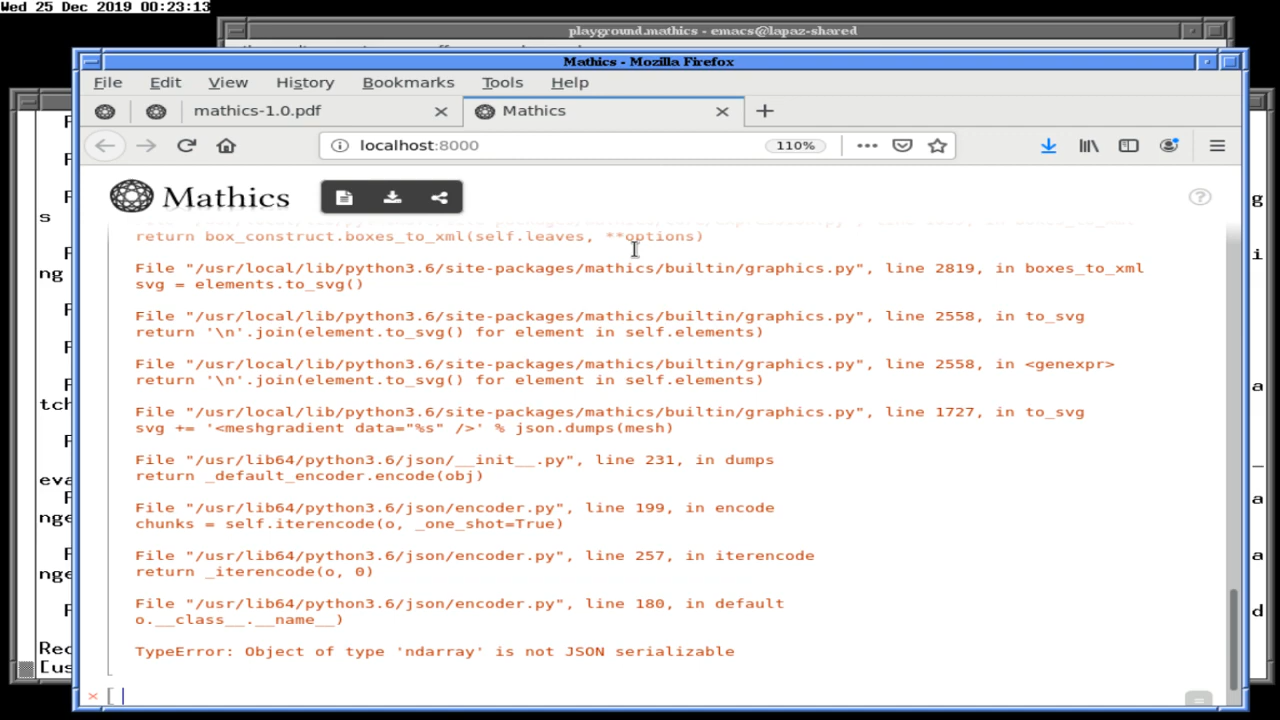 Wed 25 Dec 2019 00:23:13
playground.mathics - emacs@lapaz-shared
Mathics - Mozilla Firefox
File Edit View History Bookmarks Tools Help
mathics-1.0.pdf
Mathics
localhost:8000
110%
Mathics
return box_construct.boxes_to_xml(self.leaves, **options)
File "/usr/local/lib/python3.6/site-packages/mathics/builtin/graphics.py", line 2819, in boxes_to_xml
svg = elements.to_svg()
File "/usr/local/lib/python3.6/site-packages/mathics/builtin/graphics.py", line 2558, in to_svg
return '\n'.join(element.to_svg() for element in self.elements)
File "/usr/local/lib/python3.6/site-packages/mathics/builtin/graphics.py", line 2558, in <genexpr>
return '\n'.join(element.to_svg() for element in self.elements)
File "/usr/local/lib/python3.6/site-packages/mathics/builtin/graphics.py", line 1727, in to_svg
svg += '<meshgradient data="%s" />' % json.dumps(mesh)
File "/usr/lib64/python3.6/json/__init__.py", line 231, in dumps
return _default_encoder.encode(obj)
File "/usr/lib64/python3.6/json/encoder.py", line 199, in encode
chunks = self.iterencode(o, _one_shot=True)
File "/usr/lib64/python3.6/json/encoder.py", line 257, in iterencode
return _iterencode(o, 0)
File "/usr/lib64/python3.6/json/encoder.py", line 180, in default
o.__class__.__name__)
TypeError: Object of type 'ndarray' is not JSON serializable